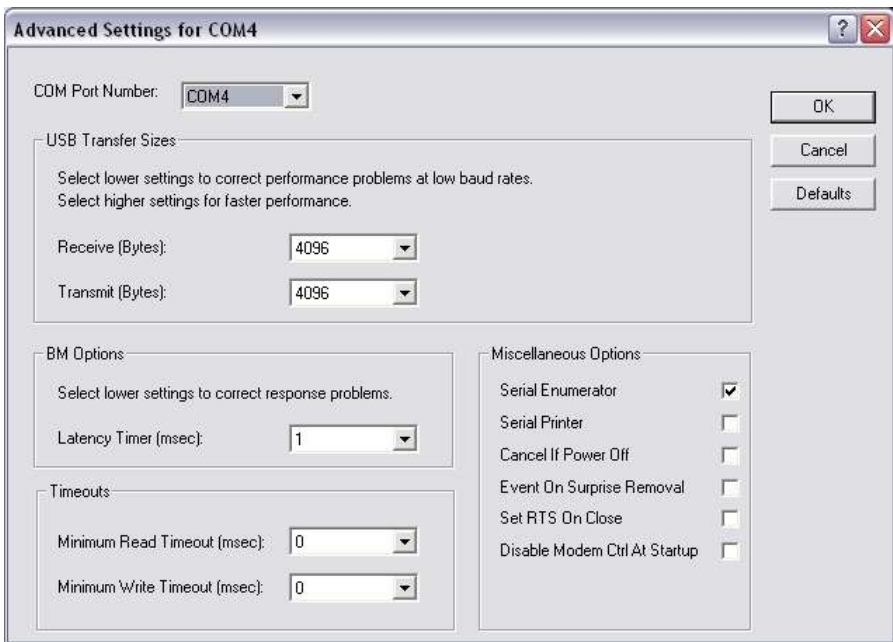 Advanced Settings for COM4
?
COM Port Number: COM4
OK
Cancel
Defaults
USB Transfer Sizes
Select lower settings to correct performance problems at low baud rates.
Select higher settings for faster performance.
Receive (Bytes): 4096
Transmit (Bytes): 4096
BM Options
Select lower settings to correct response problems.
Latency Timer (msec): 1
Timeouts
Minimum Read Timeout (msec): 0
Minimum Write Timeout (msec): 0
Miscellaneous Options
Serial Enumerator
Serial Printer
Cancel If Power Off
Event On Surprise Removal
Set RTS On Close
Disable Modem Ctrl At Startup